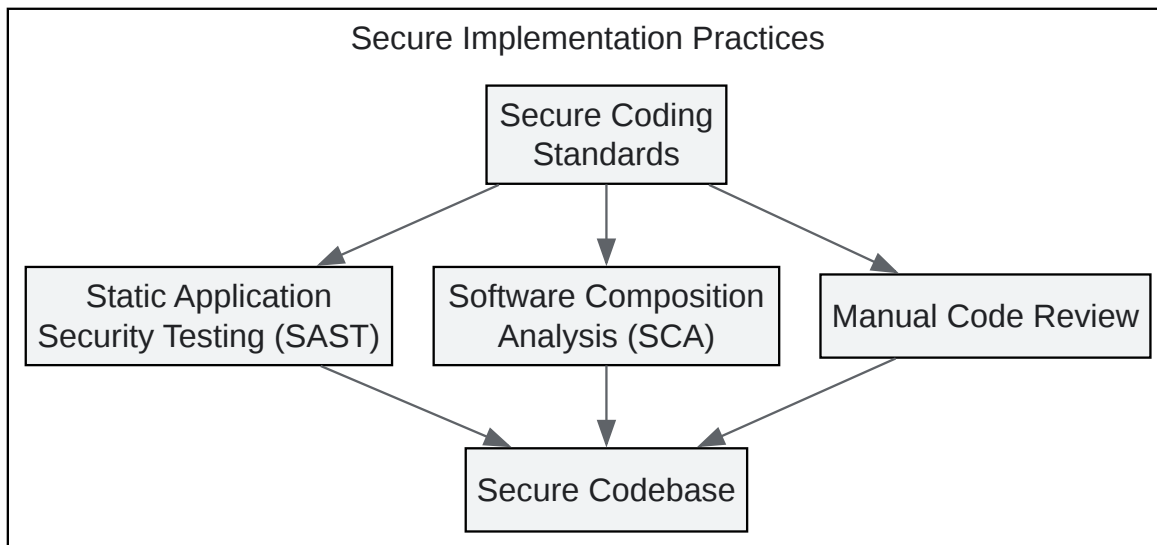 Secure Implementation Practices
Secure Coding
Standards
Static Application
Security Testing (SAST)
Software Composition
Analysis (SCA)
Manual Code Review
Secure Codebase